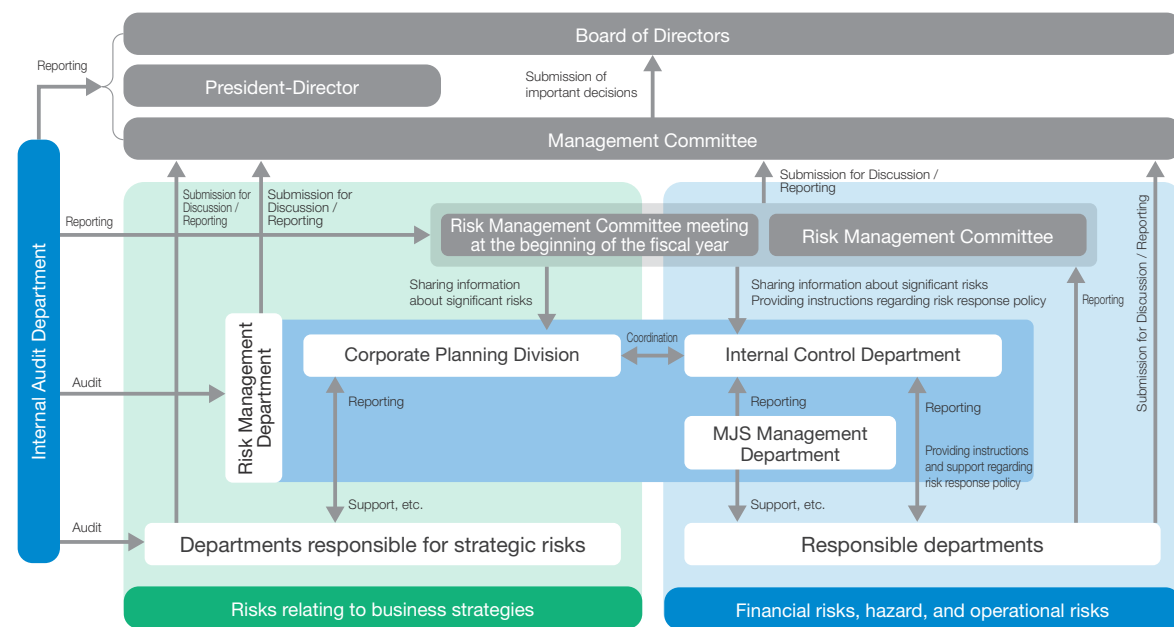 Board of Directors
Reporting
President-Director
Submission of
important decisions
Management Committee
Internal Audit Department
Submission for
Discussion /
Reporting
Submission for
Discussion /
Reporting
Submission for Discussion /
Reporting
Reporting
Risk Management Committee meeting
at the beginning of the fiscal year
Risk Management Committee
Sharing information
about significant risks
Sharing information about significant risks
Providing instructions regarding risk response policy
Reporting
Submission for Discussion / Reporting
Risk Management
Department
Corporate Planning Division
Coordination
Internal Control Department
Audit
Reporting
Reporting
Reporting
MJS Management
Department
Providing instructions
and support regarding
risk response policy
Support, etc.
Support, etc.
Audit
Departments responsible for strategic risks
Responsible departments
Risks relating to business strategies
Financial risks, hazard, and operational risks